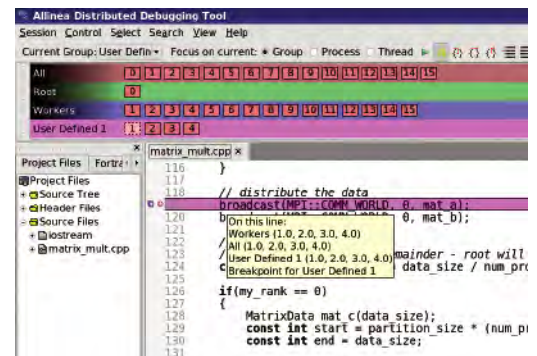 Allinea Distributed Debugging Tool
Session Control Select Search View Help
Current Group: User Defin Focus on current: Group Process Thread
All 0 1 2 3 4 5 6 7 8 9 10 11 12 13 14 15
Root 0
Workers 1 2 3 4 5 6 7 8 9 10 11 12 13 14 15
User Defined 1 1 2 3 4
Project Files Fortra
matrix_mult.cpp ×
Project Files
+ Source Tree
+ Header Files
- Source Files
+ iostream
+ matrix_mult.cpp
116 }
117
118 // distribute the data
119 broadcast(MPI::COMM_WORLD, 0, mat_a);
120 0, mat_b);
On this line:
Workers (1.0, 2.0, 3.0, 4.0)
All (1.0, 2.0, 3.0, 4.0)
User Defined 1 (1.0, 2.0, 3.0, 4.0)
Breakpoint for User Defined 1
121
122 /
123 / mainder - root will
124 c data_size / num_pro
125
126 if(my_rank == 0)
127 {
128 MatrixData mat_c(data_size);
129 const int start = partition_size * (num_pr
130 const int end = data_size;
131